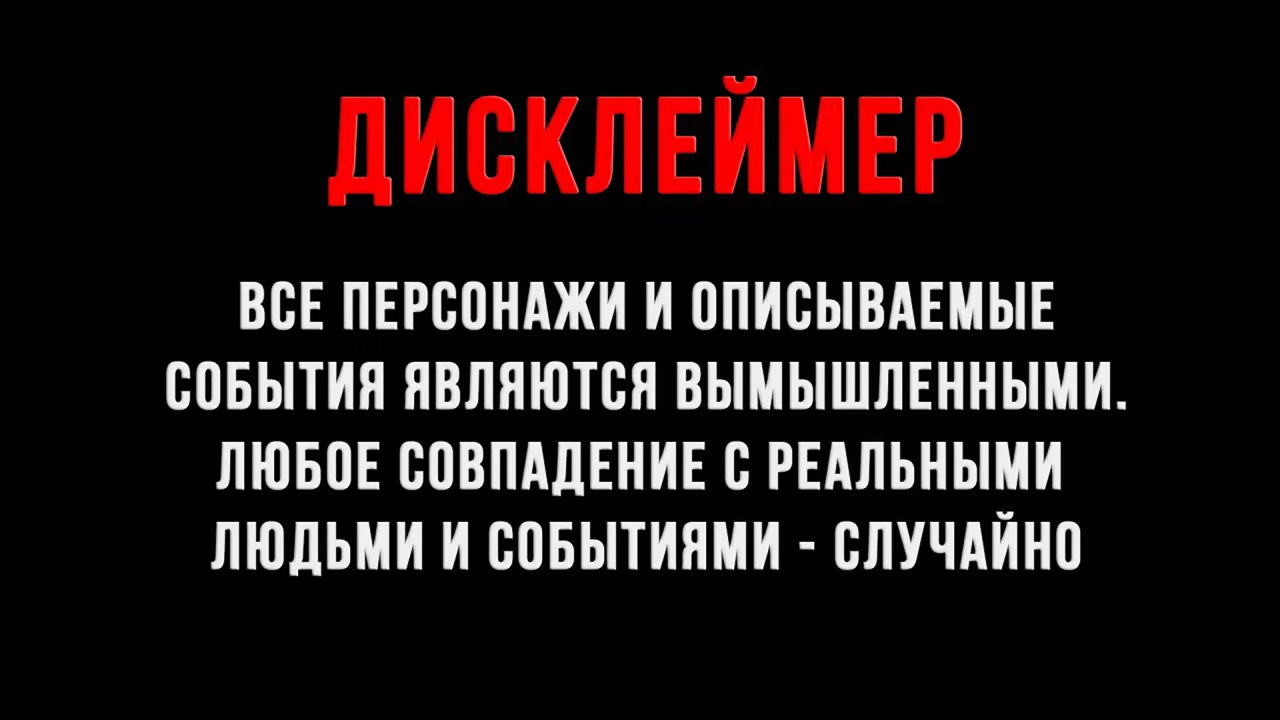 ДИСКЛЕЙМЕР
ВСЕ ПЕРСОНАЖИ И ОПИСЫВАЕМЫЕ
СОБЫТИЯ ЯВЛЯЮТСЯ ВЫМЫШЛЕННЫМИ.
ЛЮБОЕ СОВПАДЕНИЕ С РЕАЛЬНЫМИ
ЛЮДЬМИ И СОБЫТИЯМИ - СЛУЧАЙНО